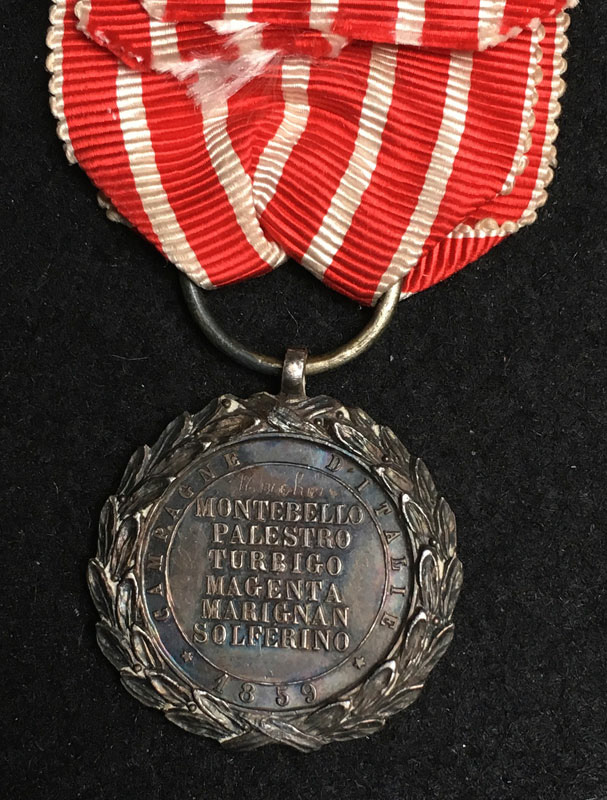 CAMPAGNE D'ITALIE
MONTEBELLO
PALESTRO
TURBIGO
MAGENTA
MARIGNAN
SOLFERINO
* 1859 *